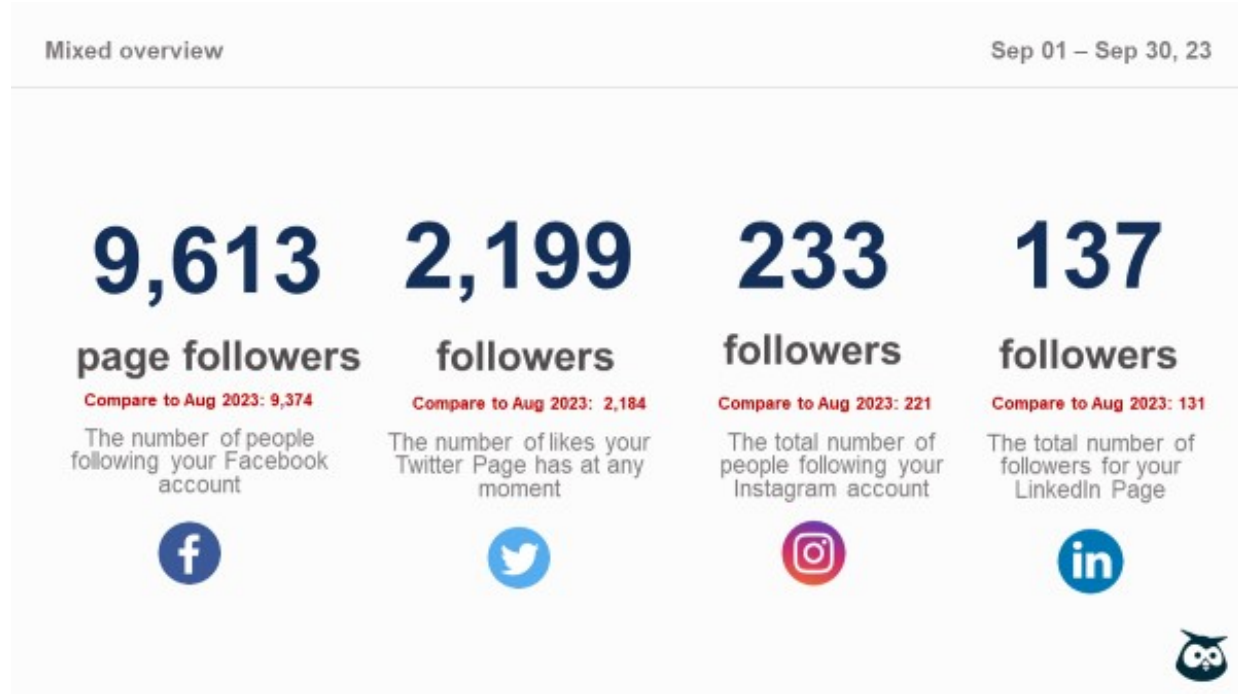 Mixed overview
Sep 01 – Sep 30, 23
9,613
page followers
Compare to Aug 2023: 9,374
The number of people
following your Facebook
account
2,199
followers
Compare to Aug 2023: 2,184
The number of likes your
Twitter Page has at any
moment
233
followers
Compare to Aug 2023: 221
The total number of
people following your
Instagram account
137
followers
Compare to Aug 2023: 131
The total number of
followers for your
LinkedIn Page
f
in